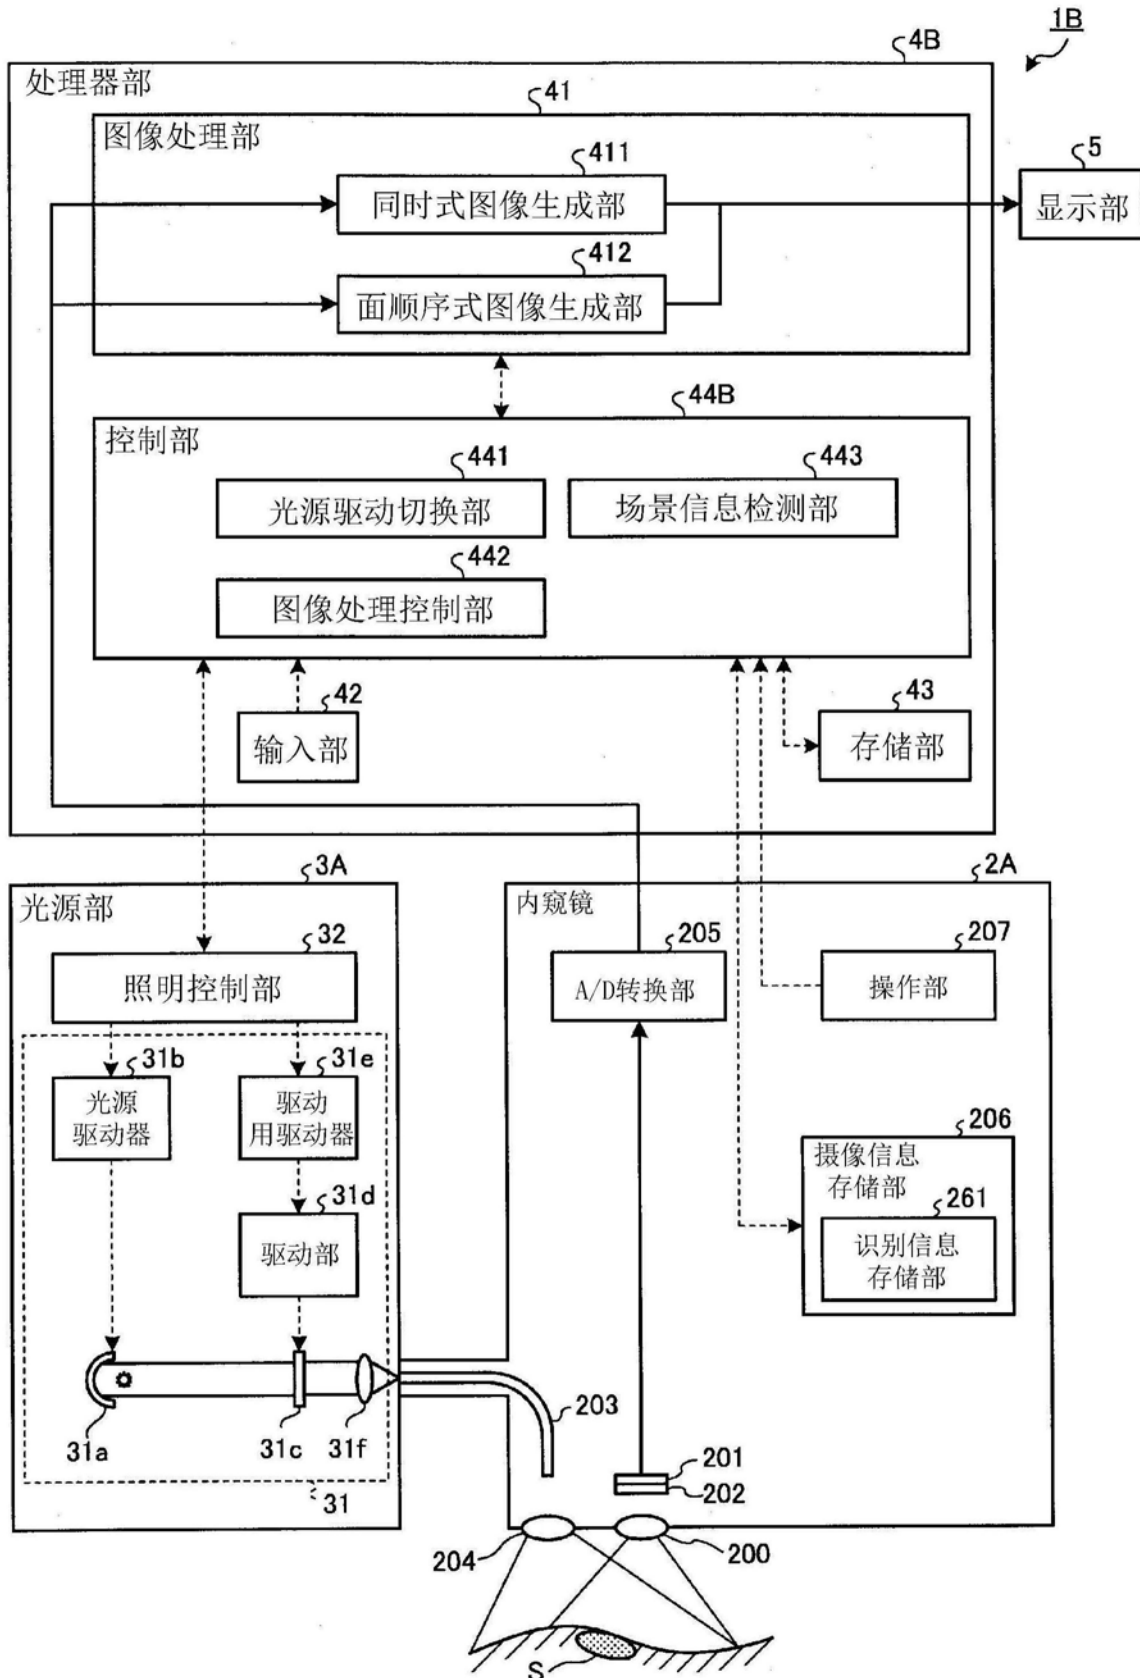 1B
4B
处理器部
41
图像处理部
411
同时式图像生成部
5
显示部
412
面顺序式图像生成部
44B
控制部
441
光源驱动切换部
443
场景信息检测部
442
图像处理控制部
42
输入部
43
存储部
3A
光源部
2A
内窥镜
32
照明控制部
205
A/D转换部
207
操作部
31b
光源
驱动器
31e
驱动
用驱动器
206
摄像信息
存储部
31d
驱动部
261
识别信息
存储部
203
31a
31c
31f
31
201
202
204
200
S